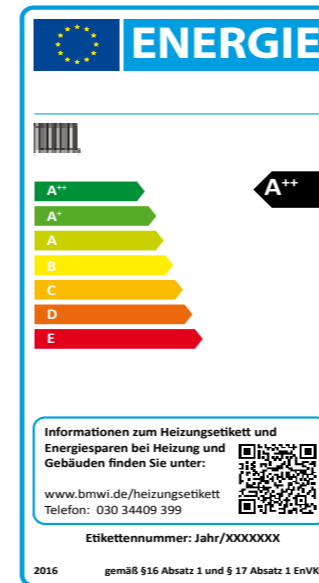 ENERGIE
A++
A++
A+
A
B
C
D
E
Informationen zum Heizungsetikett und
Energiesparen bei Heizung und
Gebäuden finden Sie unter:
www.bmwi.de/heizungsetikett
Telefon: 030 34409 399
Etikettennummer: Jahr/XXXXXXX
2016 gemäß §16 Absatz 1 und § 17 Absatz 1 EnVK